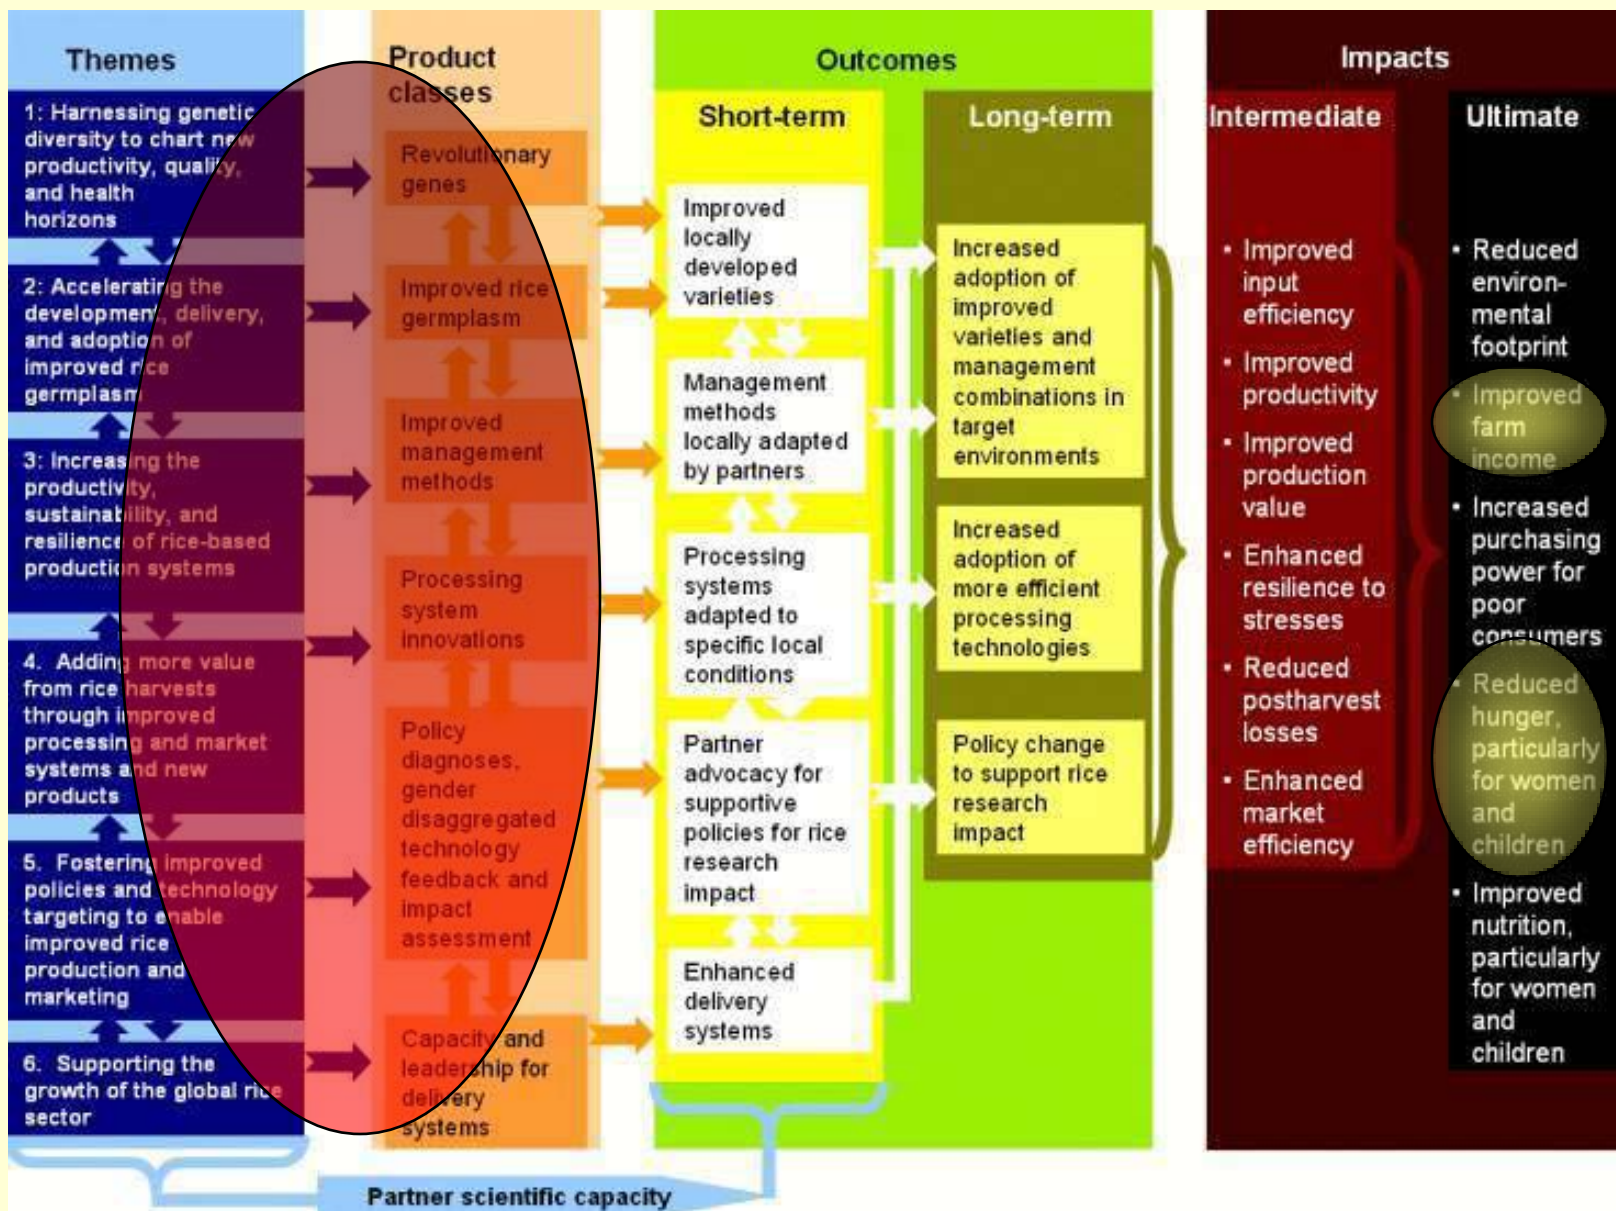 Themes
1: Harnessing genetic
diversity to chart new
productivity, quality,
and health
horizons
2: Accelerating the
development, delivery,
and adoption of
improved rice
germplasm
3: Increasing the
productivity,
sustainability, and
resilience of rice-based
production systems
4. Adding more value
from rice harvests
through improved
processing and market
systems and new
products
5. Fostering improved
policies and technology
targeting to enable
improved rice
production and
marketing
6. Supporting the
growth of the global rice
sector
Product
classes
Revolutionary
genes
Improved rice
germplasm
Improved
management
methods
Processing
system
innovations
Policy
diagnoses,
gender
disaggregated
technology
feedback and
impact
assessment
Capacity and
leadership for
delivery
systems
Outcomes
Short-term
Improved
locally
developed
varieties
Management
methods
locally adapted
by partners
Processing
systems
adapted to
specific local
conditions
Partner
advocacy for
supportive
policies for rice
research
impact
Enhanced
delivery
systems
Long-term
Increased
adoption of
improved
varieties and
management
combinations in
target
environments
Increased
adoption of
more efficient
processing
technologies
Policy change
to support rice
research
impact
Impacts
Intermediate
• Improved
input
efficiency
• Improved
productivity
• Improved
production
value
• Enhanced
resilience to
stresses
• Reduced
postharvest
losses
• Enhanced
market
efficiency
Ultimate
• Reduced
environ-
mental
footprint
• Improved
farm
income
• Increased
purchasing
power for
poor
consumers
• Reduced
hunger,
particularly
for women
and
children
• Improved
nutrition,
particularly
for women
and
children
Partner scientific capacity